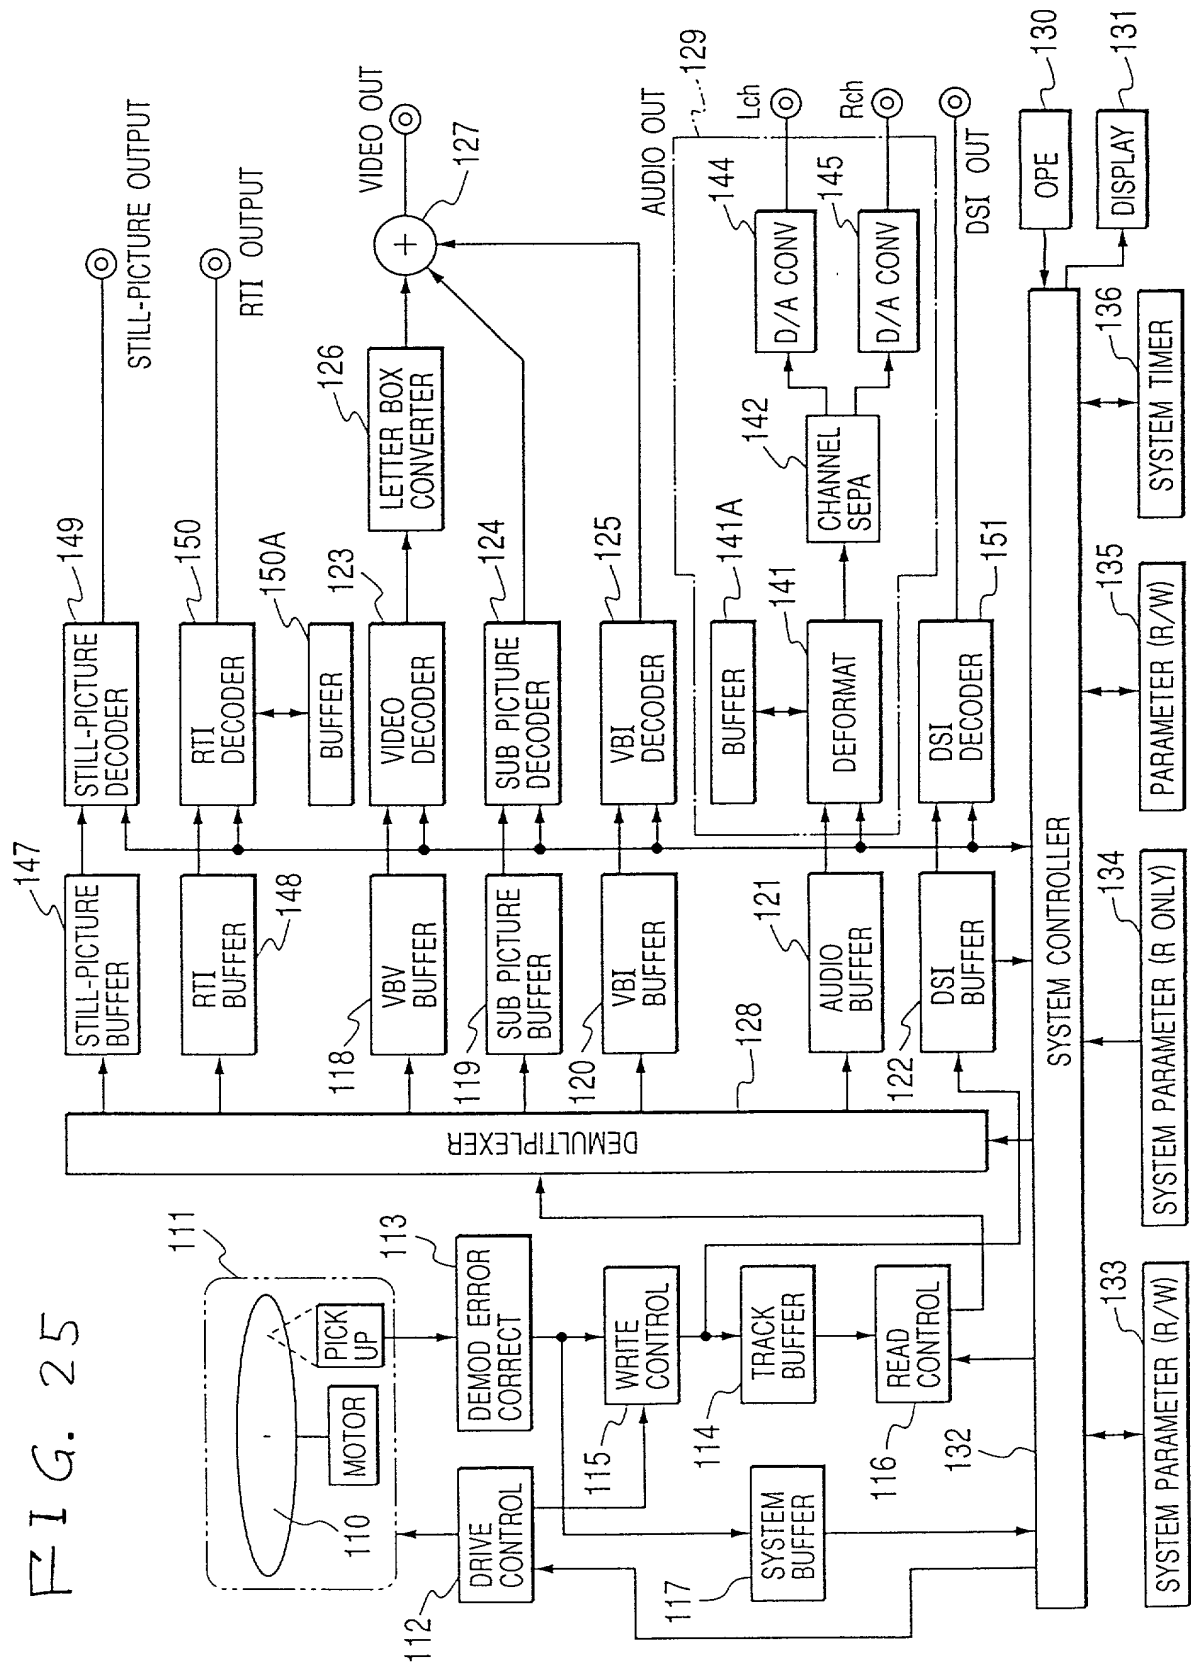 FIG. 25
111
110
MOTOR
PICK UP
112
DRIVE CONTROL
113
DEMOD ERROR CORRECT
115
WRITE CONTROL
114
TRACK BUFFER
116
READ CONTROL
117
SYSTEM BUFFER
DEMULTIPLEXER
128
147
STILL-PICTURE BUFFER
RTI BUFFER
148
118
VBV BUFFER
119
SUB PICTURE BUFFER
120
VBI BUFFER
121
AUDIO BUFFER
122
DSI BUFFER
149
STILL-PICTURE DECODER
150
RTI DECODER
150A
BUFFER
123
VIDEO DECODER
124
SUB PICTURE DECODER
125
VBI DECODER
141A
BUFFER
141
DEFORMAT
151
DSI DECODER
126
LETTER BOX CONVERTER
127
142
CHANNEL SEPA
144
D/A CONV
145
D/A CONV
STILL-PICTURE OUTPUT
RTI OUTPUT
VIDEO OUT
AUDIO OUT
129
Lch
Rch
DSI OUT
130
OPE
131
DISPLAY
132
SYSTEM CONTROLLER
133
SYSTEM PARAMETER (R/W)
134
SYSTEM PARAMETER (R ONLY)
135
PARAMETER (R/W)
136
SYSTEM TIMER